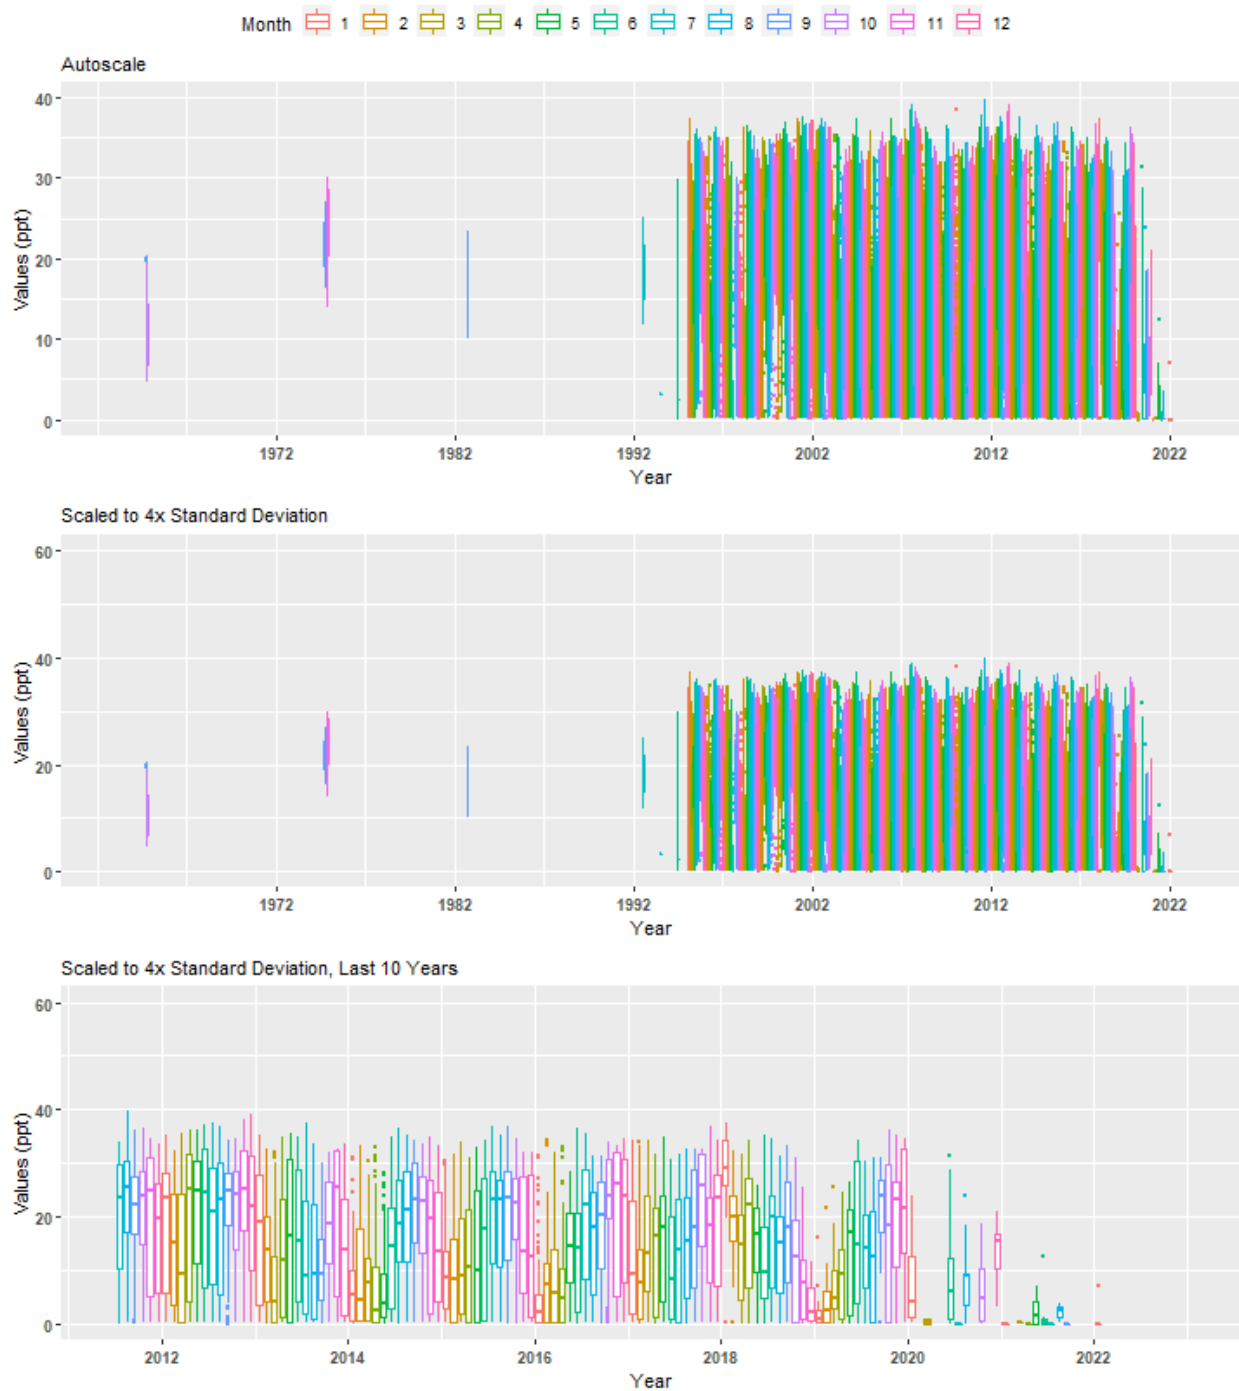 Month 1 2 3 4 5 6 7 8 9 10 11 12
Autoscale
Values (ppt)
40
30
20
10
0
1972 1982 1992 2002 2012 2022
Year
Scaled to 4x Standard Deviation
Values (ppt)
60
40
20
0
1972 1982 1992 2002 2012 2022
Year
Scaled to 4x Standard Deviation, Last 10 Years
Values (ppt)
60
40
20
0
2012 2014 2016 2018 2020 2022
Year